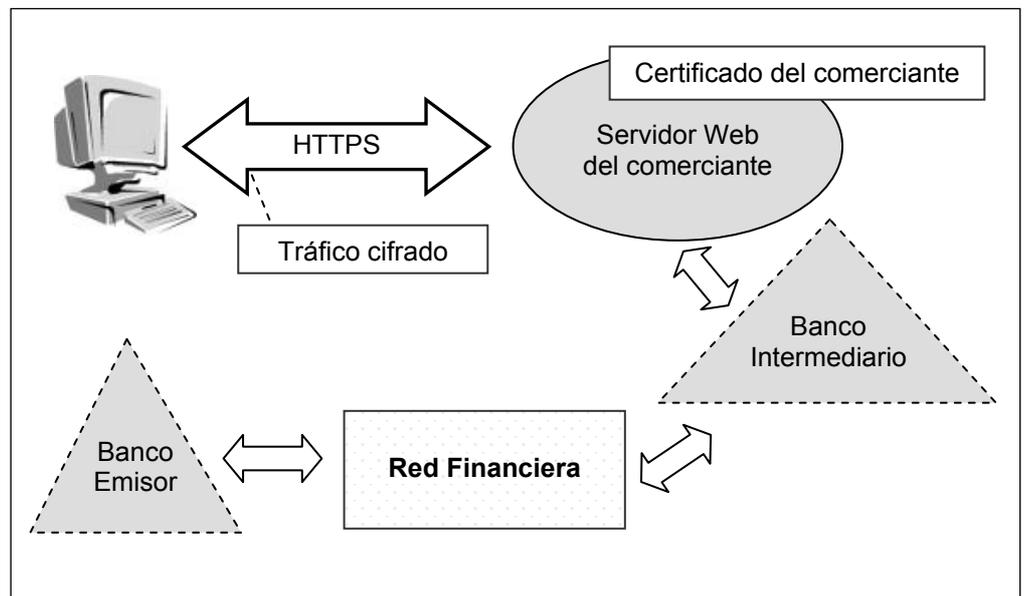 Certificado del comerciante
HTTPS
Servidor Web
del comerciante
Tráfico cifrado
Banco
Intermediario
Banco
Emisor
Red Financiera